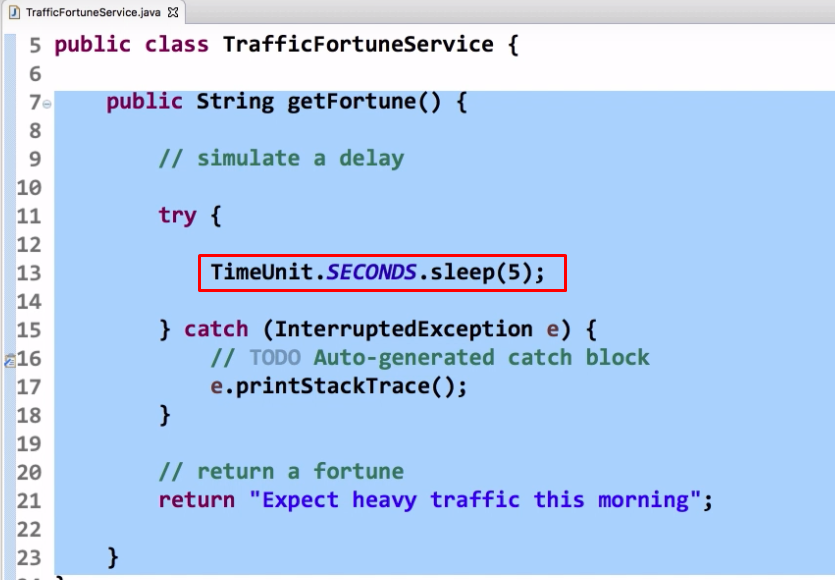 TrafficFortuneService.java
5 public class TrafficFortuneService {
6
7 public String getFortune() {
8
9 // simulate a delay
10
11 try {
12
13 TimeUnit.SECONDS.sleep(5);
14
15 } catch (InterruptedException e) {
16 // TODO Auto-generated catch block
17 e.printStackTrace();
18 }
19
20 // return a fortune
21 return "Expect heavy traffic this morning";
22
23 }